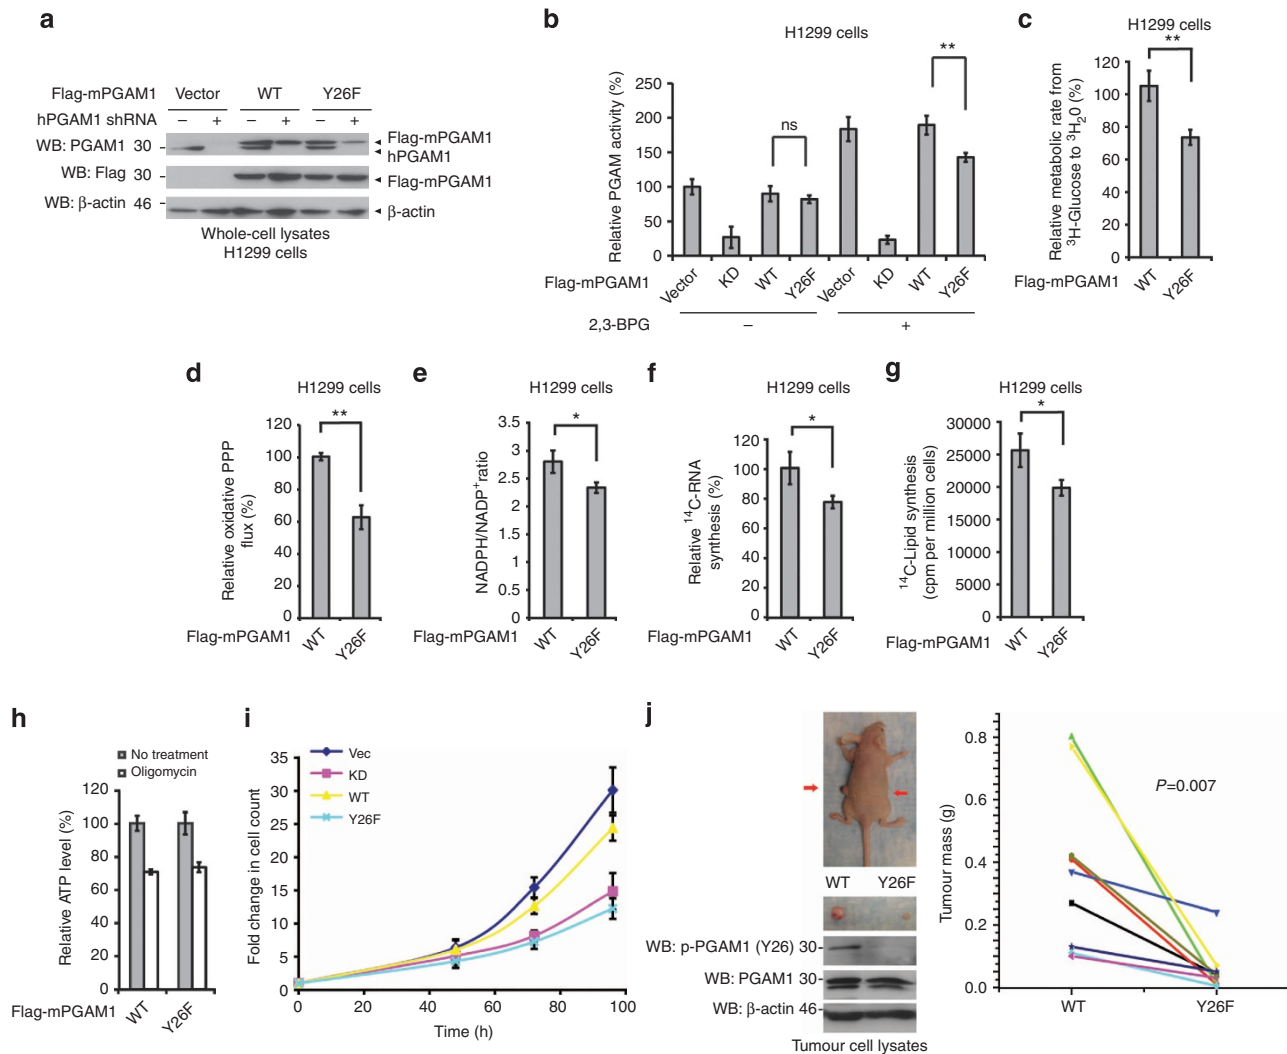 a
Flag-mPGAM1 Vector WT Y26F
hPGAM1 shRNA – + – + – +
WB: PGAM1 30 Flag-mPGAM1
hPGAM1
WB: Flag 30 Flag-mPGAM1
WB: β-actin 46 β-actin
Whole-cell lysates
H1299 cells
b
H1299 cells
**
ns
Relative PGAM activity (%)
250
200
150
100
50
0
Flag-mPGAM1 Vector KD WT Y26F Vector KD WT Y26F
2,3-BPG – +
c
H1299 cells
**
Relative metabolic rate from
³H-Glucose to ³H₂0 (%)
120
100
80
60
40
20
0
Flag-mPGAM1 WT Y26F
d
H1299 cells
**
Relative oxidative PPP
flux (%)
120
100
80
60
40
20
0
Flag-mPGAM1 WT Y26F
e
H1299 cells
*
NADPH/NADP⁺ratio
3.5
3
2.5
2
1.5
1
0.5
0
Flag-mPGAM1 WT Y26F
f
H1299 cells
*
Relative ¹⁴C-RNA
synthesis (%)
120
100
80
60
40
20
0
Flag-mPGAM1 WT Y26F
g
H1299 cells
*
¹⁴C-Lipid synthesis
(cpm per million cells)
30000
25000
20000
15000
10000
5000
0
Flag-mPGAM1 WT Y26F
h
No treatment
Oligomycin
Relative ATP level (%)
120
100
80
60
40
20
0
Flag-mPGAM1 WT Y26F
i
Vec
KD
WT
Y26F
Fold change in cell count
35
30
25
20
15
10
5
0
0 20 40 60 80 100
Time (h)
j
WT Y26F
WB: p-PGAM1 (Y26) 30
WB: PGAM1 30
WB: β-actin 46
Tumour cell lysates
Tumour mass (g)
0.8
0.6
0.4
0.2
0.0
P=0.007
WT Y26F